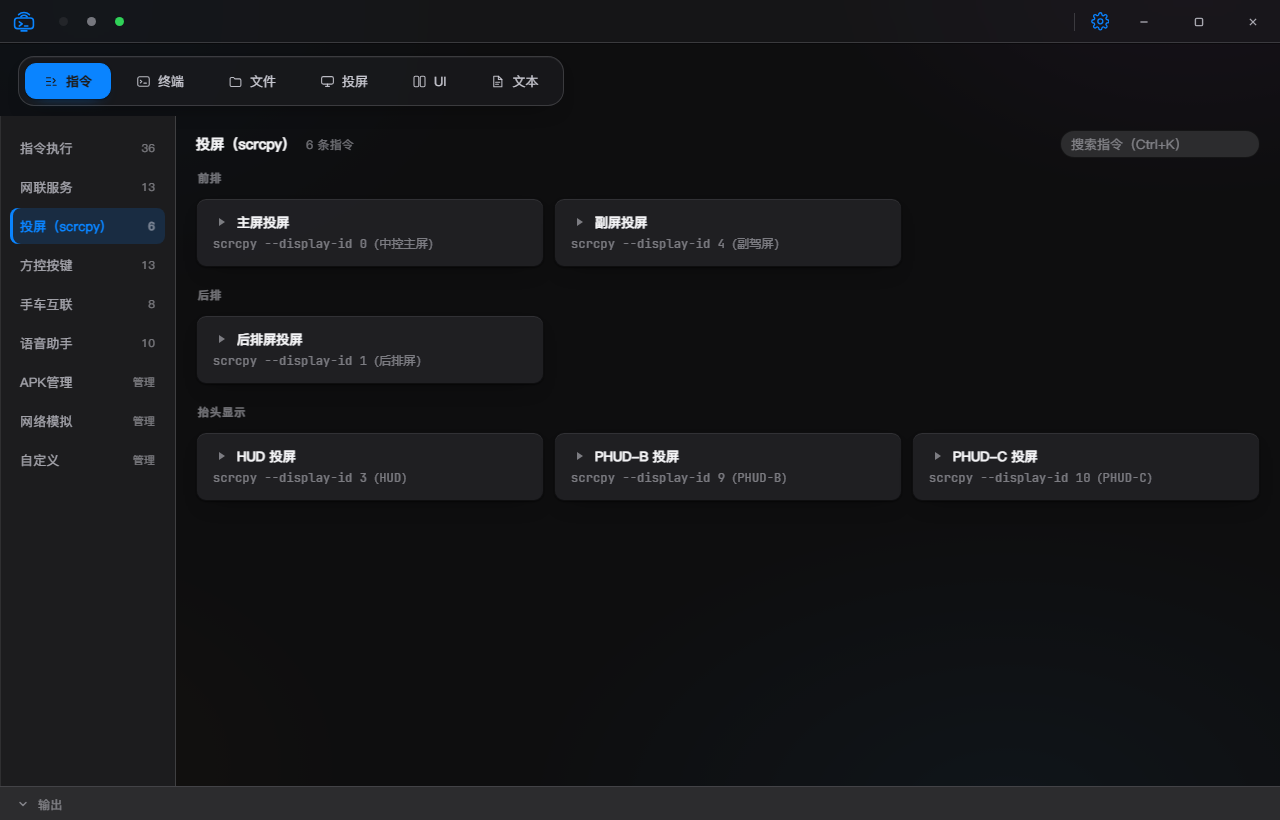 指令
终端
文件
投屏
UI
文本
指令执行 36
网联服务 13
投屏（scrcpy） 6
方控按键 13
手车互联 8
语音助手 10
APK管理 管理
网络模拟 管理
自定义 管理
投屏（scrcpy） 6 条指令
搜索指令（Ctrl+K）
前排
主屏投屏
scrcpy --display-id 0 (中控主屏)
副屏投屏
scrcpy --display-id 4 (副驾屏)
后排
后排屏投屏
scrcpy --display-id 1 (后排屏)
抬头显示
HUD 投屏
scrcpy --display-id 3 (HUD)
PHUD-B 投屏
scrcpy --display-id 9 (PHUD-B)
PHUD-C 投屏
scrcpy --display-id 10 (PHUD-C)
输出